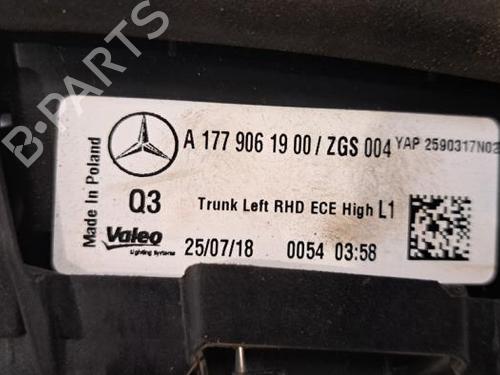 B-PARTS
Made In Poland
A 177 906 19 00 / ZGS 004 YAP 2590317N02
Q3 Trunk Left RHD ECE High L1
Valeo
Lighting Systems
25/07/18 0054 03:58